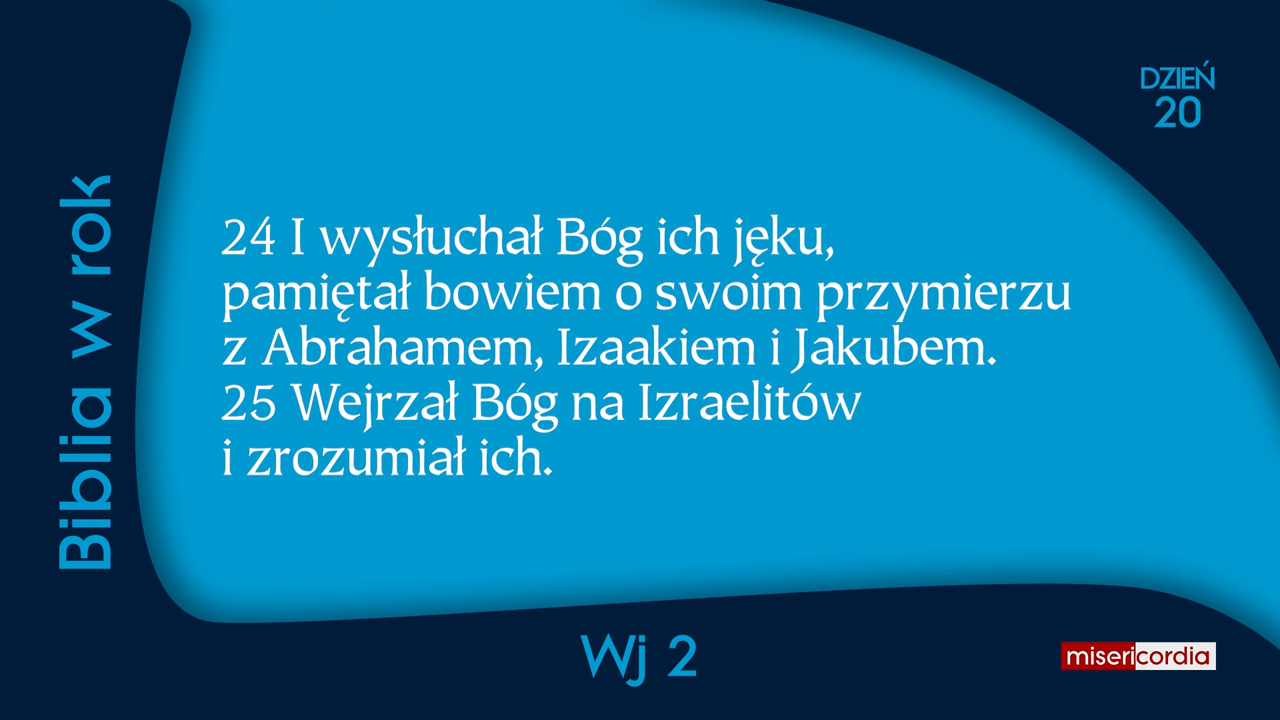 DZIEŃ
20
Biblia w rok
24 I wysłuchał Bóg ich jęku,
pamiętał bowiem o swoim przymierzu
z Abrahamem, Izaakiem i Jakubem.
25 Wejrzał Bóg na Izraelitów
i zrozumiał ich.
Wj 2
misericordia